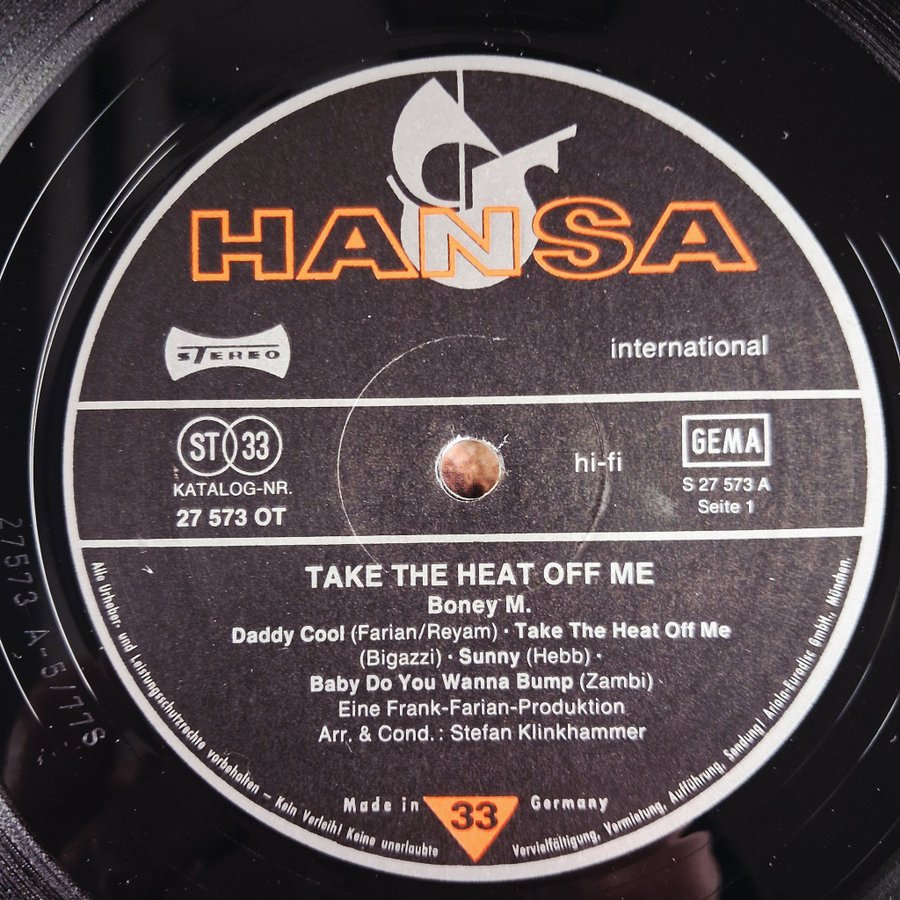 HANSA
STEREO
international
ST 33
KATALOG-NR.
27 573 OT
hi-fi
GEMA
S 27 573 A
Seite 1
TAKE THE HEAT OFF ME
Boney M.
Daddy Cool (Farian/Reyam) · Take The Heat Off Me
(Bigazzi) · Sunny (Hebb) ·
Baby Do You Wanna Bump (Zambi)
Eine Frank-Farian-Produktion
Arr. & Cond.: Stefan Klinkhammer
Made in 33 Germany
Alle Urheber- und Leistungsschutzrechte vorbehalten – Kein Verleih! Keine unerlaubte Vervielfältigung, Vermietung, Aufführung, Sendung! Ariola-Eurodisc GmbH., München.
27573 A-5/77S